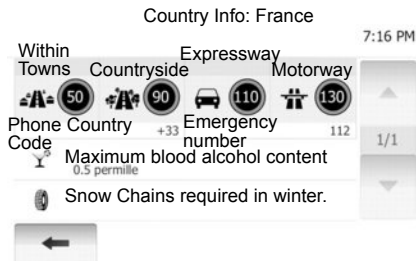 Country Info: France
7:16 PM
Within Towns
Countryside
Expressway
Motorway
50
90
110
130
Phone Country Code
+33
Emergency number
112
1/1
Maximum blood alcohol content
0.5 permille
Snow Chains required in winter.